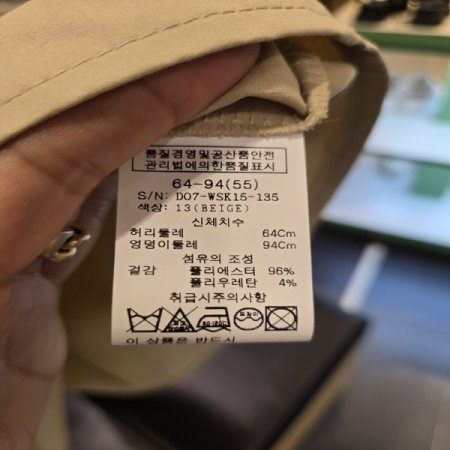 품질경영및공산품안전
관리법에의한품질표시
64-94(55)
S/N: D07-WSK15-135
색상: 13(BEIGE)
신체치수
허리둘레 64Cm
엉덩이둘레 94Cm
섬유의 조성
겉감 폴리에스터 96%
폴리우레탄 4%
취급시주의사항
드라이
이 상품은 반드시